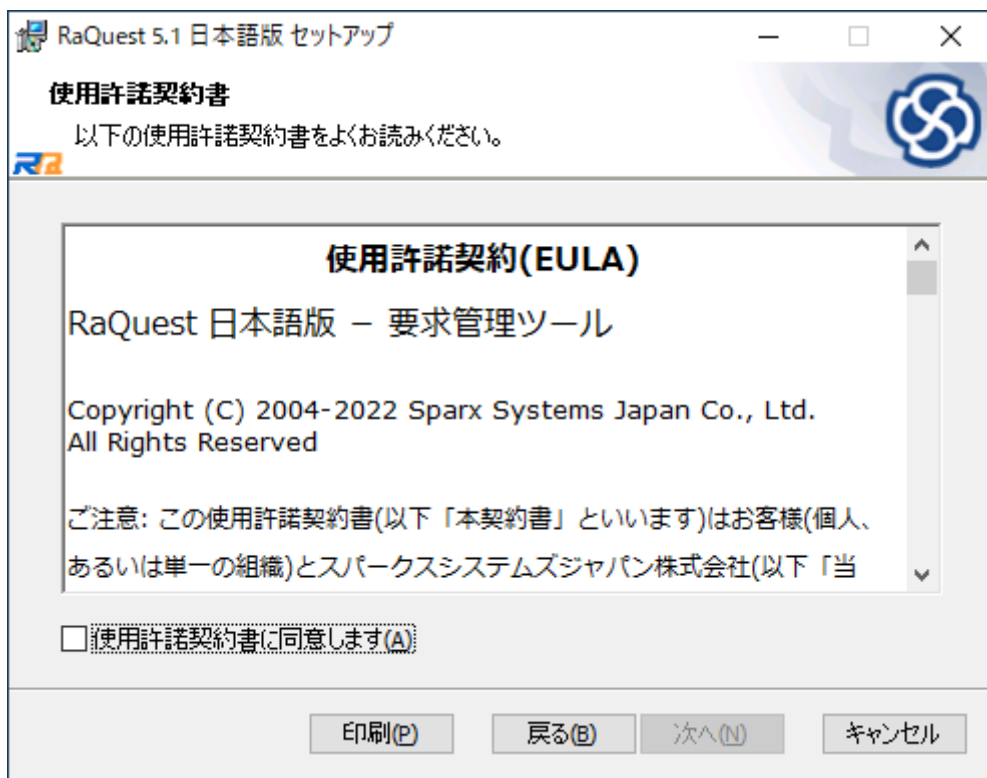 RaQuest 5.1 日本語版 セットアップ
使用許諾契約書
以下の使用許諾契約書をよくお読みください。
Ra
使用許諾契約(EULA)
RaQuest 日本語版 － 要求管理ツール
Copyright (C) 2004-2022 Sparx Systems Japan Co., Ltd.
All Rights Reserved
ご注意: この使用許諾契約書(以下「本契約書」といいます)はお客様(個人、
あるいは単一の組織)とスパークスシステムズジャパン株式会社(以下「当
使用許諾契約書に同意します(A)
印刷(P) 戻る(B) 次へ(N) キャンセル